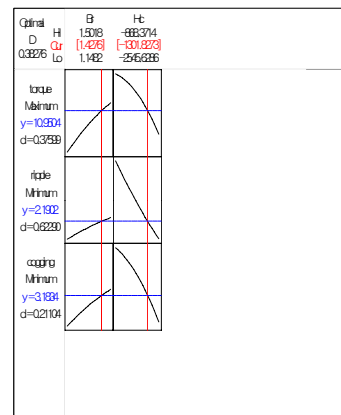 Optimal
D
0.38276
Hi
Cur
Lo
Br
1.5018
[1.4276]
1.1482
Hc
-868.3714
[-1301.8273]
-2545.6286
torque
Maximum
y=10.9504
d=0.37599
ripple
Minimum
y=2.1902
d=0.62290
cogging
Minimum
y=3.1834
d=0.21104